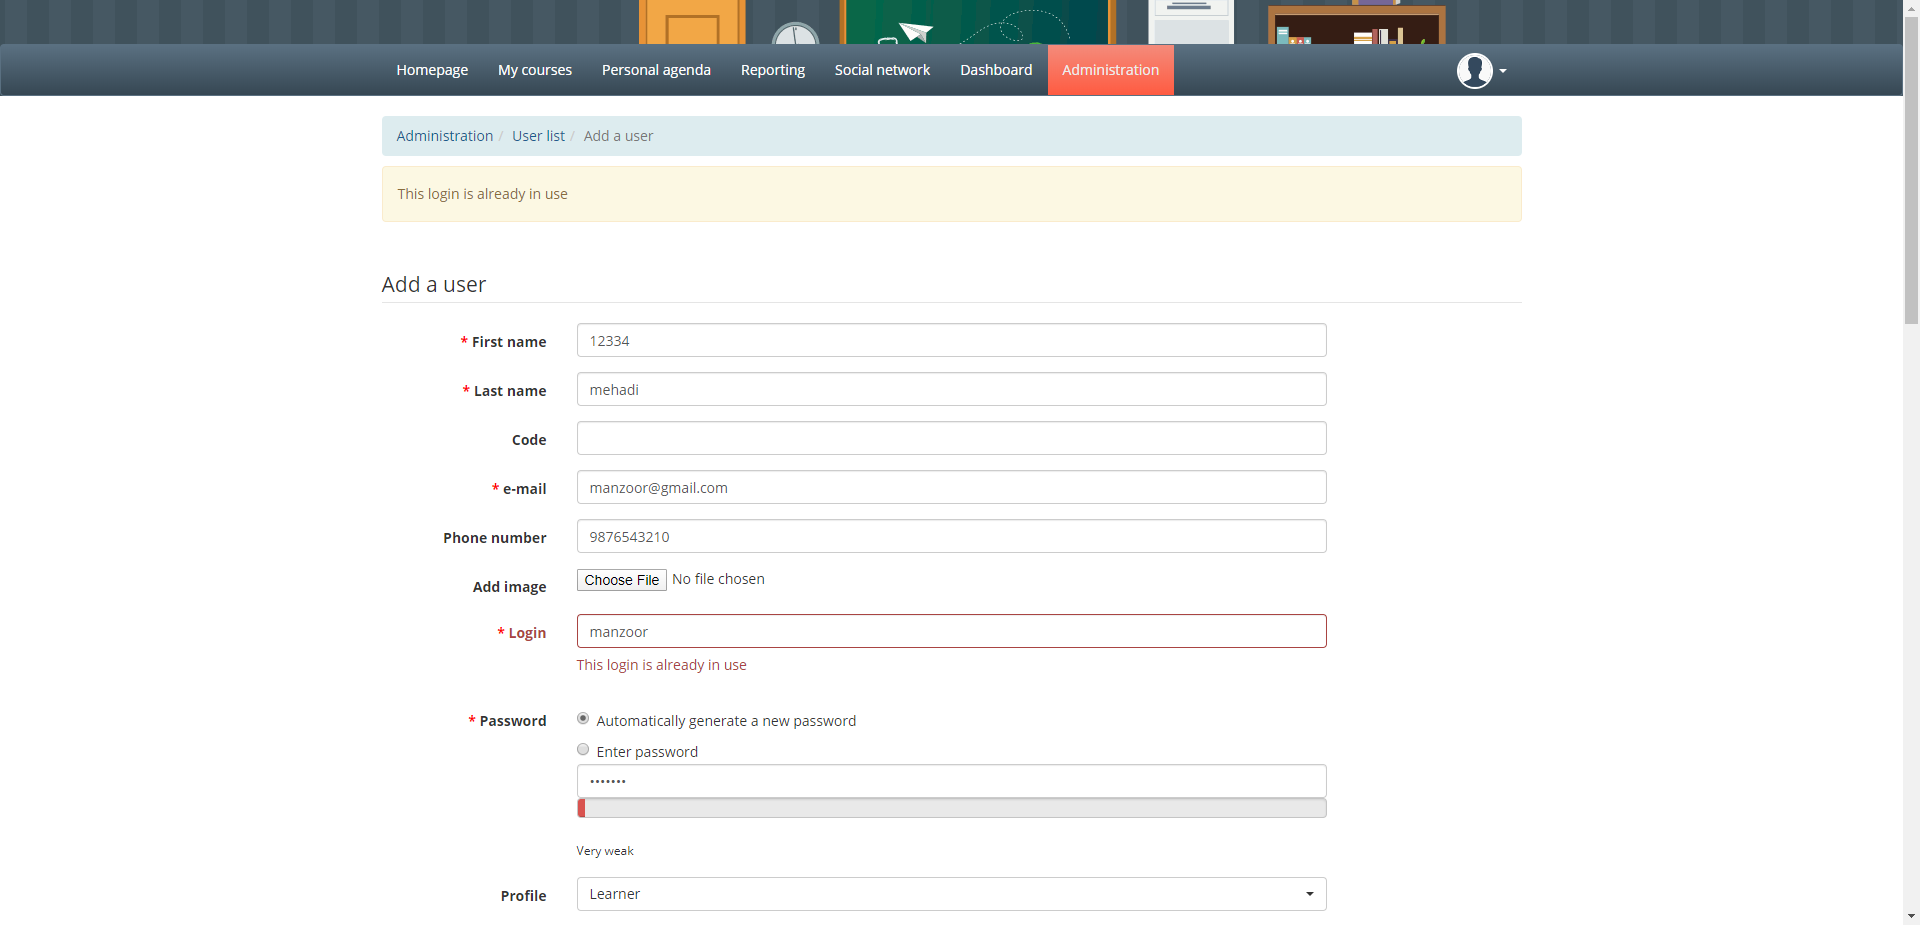 Homepage My courses Personal agenda Reporting Social network Dashboard Administration
Administration / User list / Add a user
This login is already in use
Add a user
* First name 12334
* Last name mehadi
Code
* e-mail manzoor@gmail.com
Phone number 9876543210
Add image Choose File No file chosen
* Login manzoor
This login is already in use
* Password Automatically generate a new password
Enter password
•••••••
Very weak
Profile Learner